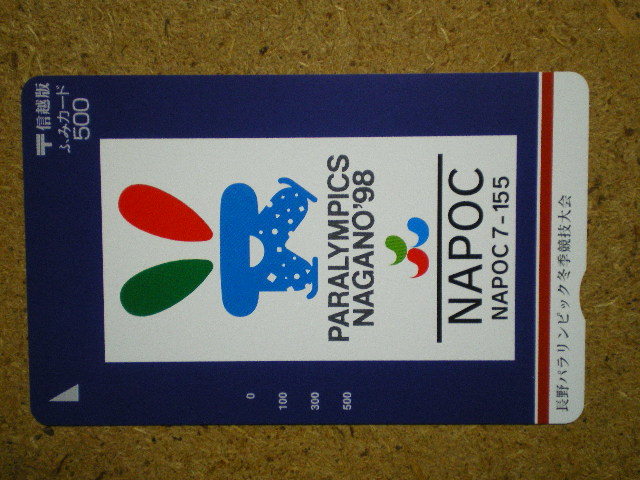 〒信越版
ふみカード
500
PARALYMPICS
NAGANO'98
NAPOC
NAPOC 7-155
0
100
300
500
長野パラリンピック冬季競技大会